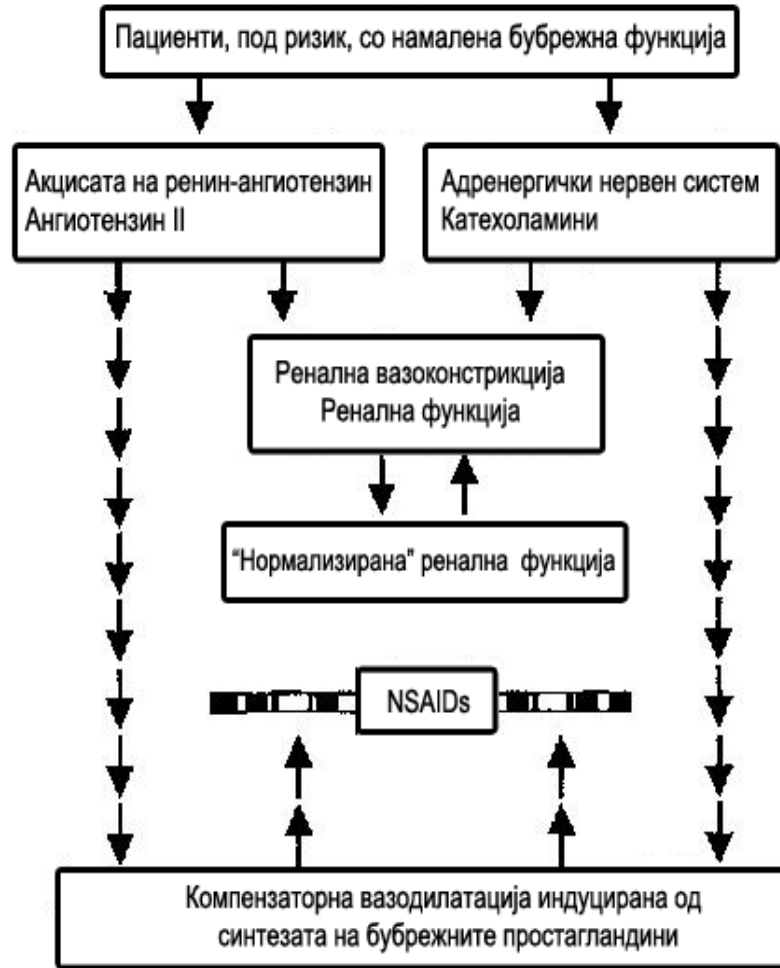 Пациенти, под ризик, со намалена бубрежна функција
Акцисата на ренин-ангиотензин
Ангиотензин II
Адренергички нервен систем
Катехоламини
Ренална вазоконстрикција
Ренална функција
“Нормализирана” ренална функција
NSAIDs
Компензаторна вазодилатација индуцирана од
синтезата на бубрежните простагландини